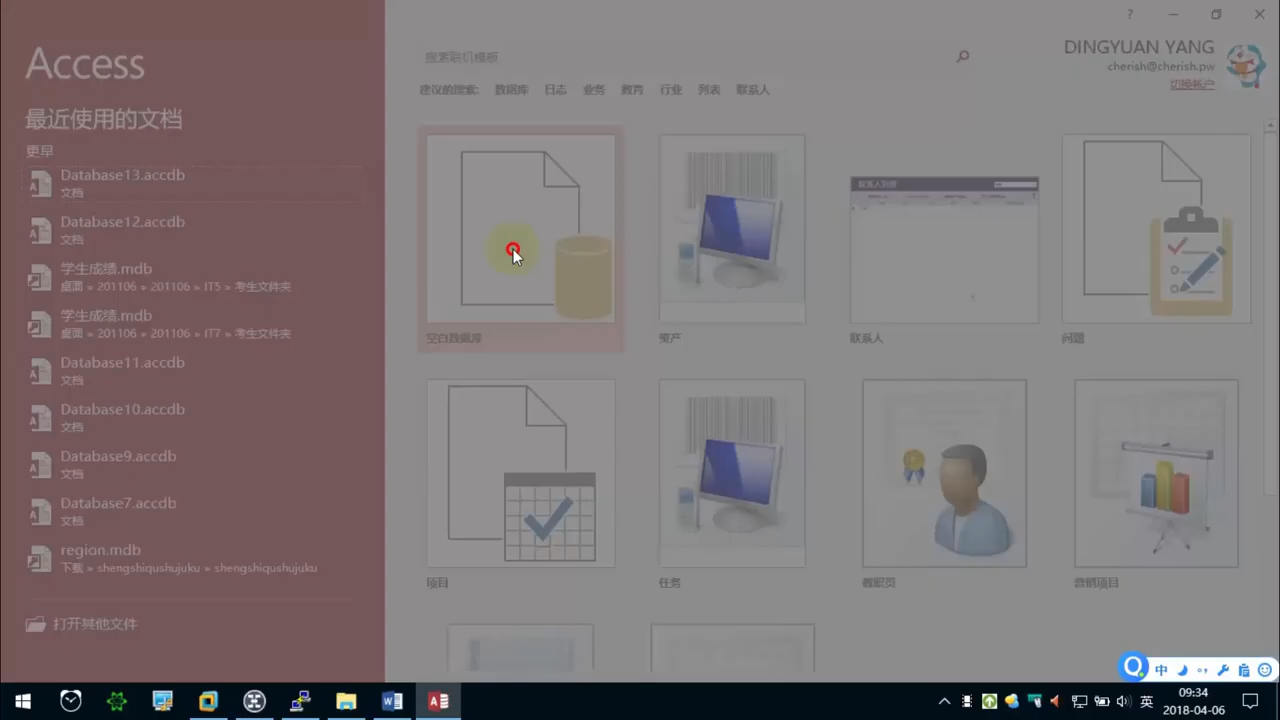 Access
最近使用的文档
更早
Database13.accdb
文档
Database12.accdb
文档
学生成绩.mdb
桌面 » 201106 » 201106 » IT5 » 考生文件夹
学生成绩.mdb
桌面 » 201106 » 201106 » IT7 » 考生文件夹
Database11.accdb
文档
Database10.accdb
文档
Database9.accdb
文档
Database7.accdb
文档
region.mdb
下载 » shengshiqushujuku » shengshiqushujuku
打开其他文件
?
搜索联机模板
DINGYUAN YANG
cherish@cherish.pw
切换帐户
建议的搜索: 数据库 日志 业务 教育 行业 列表 联系人
联系人列表
空白数据库 资产 联系人 问题
项目 任务 教职员 营销项目
中
英
09:34
2018-04-06